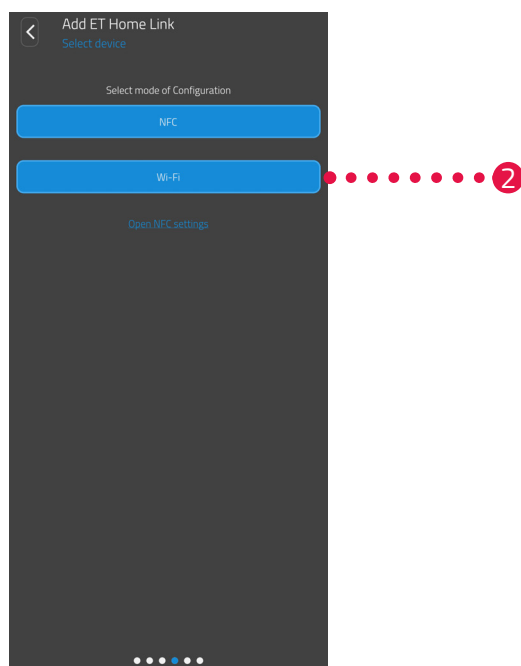 Add ET Home Link
Select device
Select mode of Configuration
NFC
Wi-Fi
2
Open NFC settings